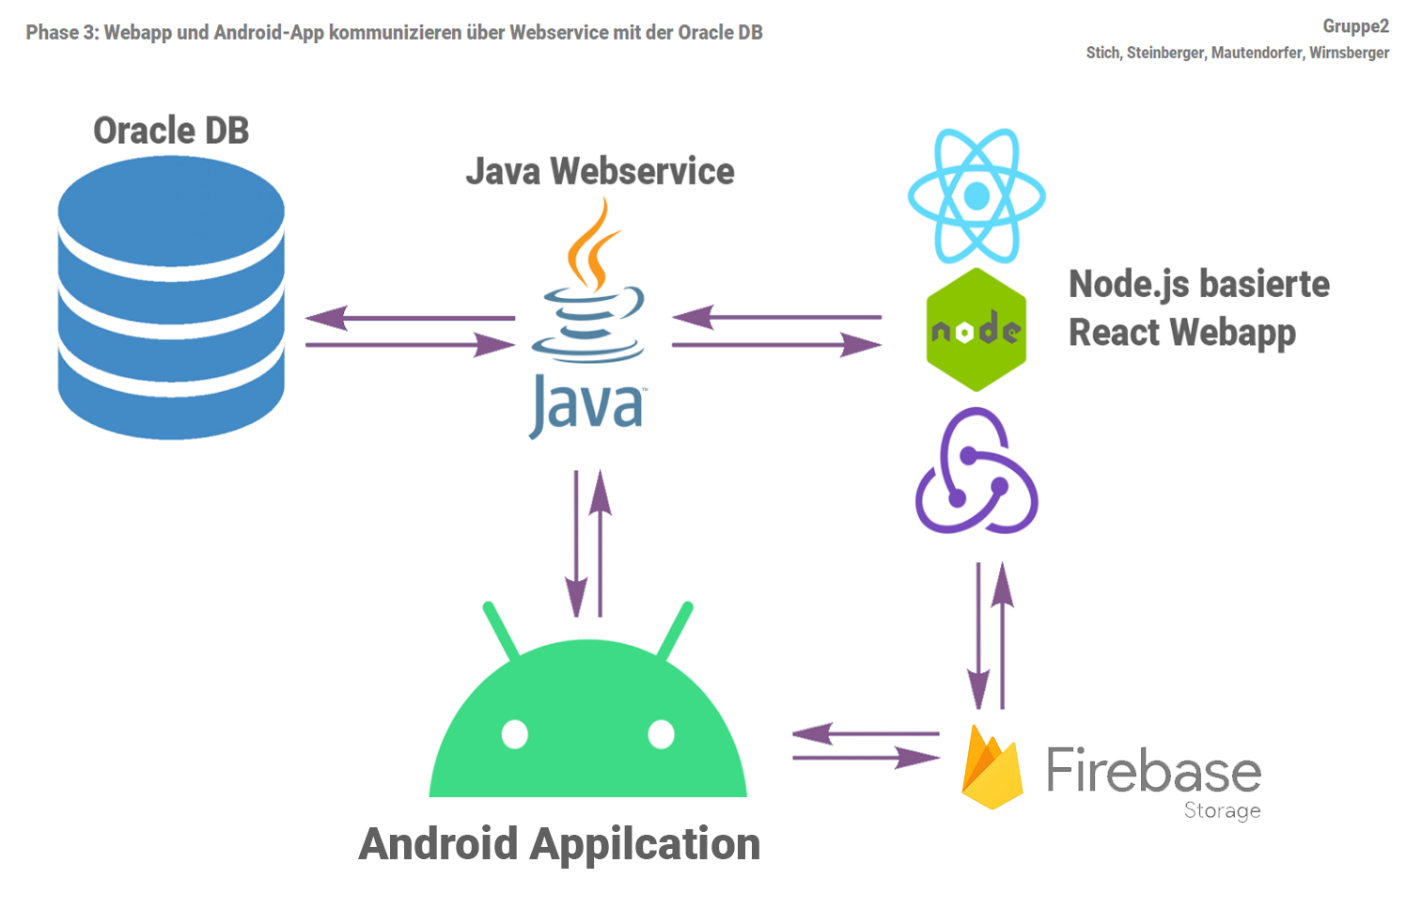 Phase 3: Webapp und Android-App kommunizieren über Webservice mit der Oracle DB
Gruppe2
Stich, Steinberger, Mautendorfer, Wirnsberger
Oracle DB
Java Webservice
Java™
node
Node.js basierte
React Webapp
Firebase
Storage
Android Appilcation